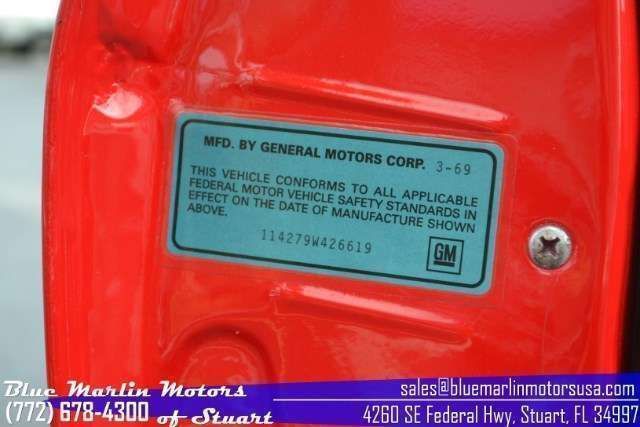 MFD. BY GENERAL MOTORS CORP. 3-69
THIS VEHICLE CONFORMS TO ALL APPLICABLE
FEDERAL MOTOR VEHICLE SAFETY STANDARDS IN
EFFECT ON THE DATE OF MANUFACTURE SHOWN
ABOVE.
114279W426619
GM
Blue Marlin Motors
of Stuart
(772) 678-4300
sales@bluemarlinmotorsusa.com
4260 SE Federal Hwy, Stuart, FL 34997